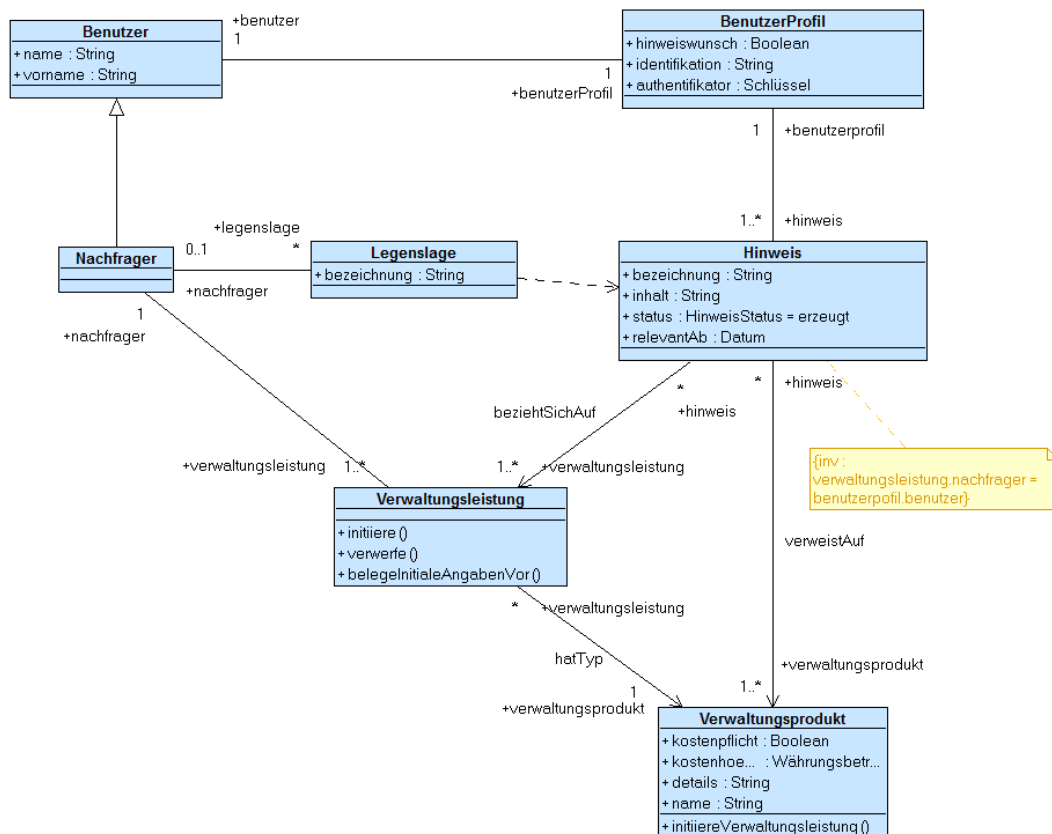 Benutzer
+ name : String
+ vorname : String
+benutzer
1
1
+benutzerProfil
BenutzerProfil
+ hinweiswunsch : Boolean
+ identifikation : String
+ authentifikator : Schlüssel
1
+benutzerprofil
1..*
+hinweis
Nachfrager
0..1
+legenslage
*
+nachfrager
Legenslage
+ bezeichnung : String
Hinweis
+ bezeichnung : String
+ inhalt : String
+ status : HinweisStatus = erzeugt
+ relevantAb : Datum
1
+nachfrager
+verwaltungsleistung
1..*
beziehtSichAuf
*
+hinweis
1..*
+verwaltungsleistung
*
+hinweis
{inv :
verwaltungsleistung.nachfrager =
benutzerpofil.benutzer}
verweistAuf
Verwaltungsleistung
+ initiiere ()
+ verwerfe ()
+ belegeInitialeAngabenVor ()
*
+verwaltungsleistung
hatTyp
1
+verwaltungsprodukt
+verwaltungsprodukt
1..*
Verwaltungsprodukt
+ kostenpflicht : Boolean
+ kostenhoe... : Währungsbetr...
+ details : String
+ name : String
+ initiiereVerwaltungsleistung ()